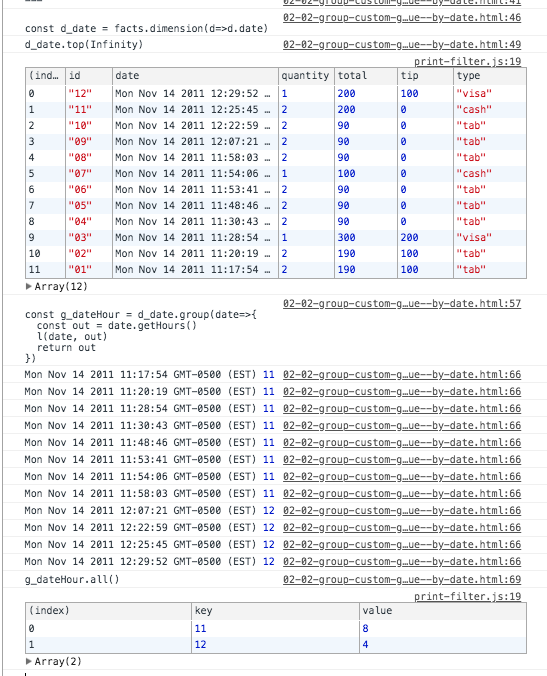 02-02-group-custom-g…ue--by-date.html:41
02-02-group-custom-g…ue--by-date.html:46
const d_date = facts.dimension(d=>d.date)
d_date.top(Infinity) 02-02-group-custom-g…ue--by-date.html:49
print-filter.js:19
(ind… id date quantity total tip type
0 "12" Mon Nov 14 2011 12:29:52 … 1 200 100 "visa"
1 "11" Mon Nov 14 2011 12:25:45 … 2 200 0 "cash"
2 "10" Mon Nov 14 2011 12:22:59 … 2 90 0 "tab"
3 "09" Mon Nov 14 2011 12:07:21 … 2 90 0 "tab"
4 "08" Mon Nov 14 2011 11:58:03 … 2 90 0 "tab"
5 "07" Mon Nov 14 2011 11:54:06 … 1 100 0 "cash"
6 "06" Mon Nov 14 2011 11:53:41 … 2 90 0 "tab"
7 "05" Mon Nov 14 2011 11:48:46 … 2 90 0 "tab"
8 "04" Mon Nov 14 2011 11:30:43 … 2 90 0 "tab"
9 "03" Mon Nov 14 2011 11:28:54 … 1 300 200 "visa"
10 "02" Mon Nov 14 2011 11:20:19 … 2 190 100 "tab"
11 "01" Mon Nov 14 2011 11:17:54 … 2 190 100 "tab"
Array(12)
02-02-group-custom-g…ue--by-date.html:57
const g_dateHour = d_date.group(date=>{
const out = date.getHours()
l(date, out)
return out
})
Mon Nov 14 2011 11:17:54 GMT-0500 (EST) 11 02-02-group-custom-g…ue--by-date.html:66
Mon Nov 14 2011 11:20:19 GMT-0500 (EST) 11 02-02-group-custom-g…ue--by-date.html:66
Mon Nov 14 2011 11:28:54 GMT-0500 (EST) 11 02-02-group-custom-g…ue--by-date.html:66
Mon Nov 14 2011 11:30:43 GMT-0500 (EST) 11 02-02-group-custom-g…ue--by-date.html:66
Mon Nov 14 2011 11:48:46 GMT-0500 (EST) 11 02-02-group-custom-g…ue--by-date.html:66
Mon Nov 14 2011 11:53:41 GMT-0500 (EST) 11 02-02-group-custom-g…ue--by-date.html:66
Mon Nov 14 2011 11:54:06 GMT-0500 (EST) 11 02-02-group-custom-g…ue--by-date.html:66
Mon Nov 14 2011 11:58:03 GMT-0500 (EST) 11 02-02-group-custom-g…ue--by-date.html:66
Mon Nov 14 2011 12:07:21 GMT-0500 (EST) 12 02-02-group-custom-g…ue--by-date.html:66
Mon Nov 14 2011 12:22:59 GMT-0500 (EST) 12 02-02-group-custom-g…ue--by-date.html:66
Mon Nov 14 2011 12:25:45 GMT-0500 (EST) 12 02-02-group-custom-g…ue--by-date.html:66
Mon Nov 14 2011 12:29:52 GMT-0500 (EST) 12 02-02-group-custom-g…ue--by-date.html:66
g_dateHour.all() 02-02-group-custom-g…ue--by-date.html:69
print-filter.js:19
(index) key value
0 11 8
1 12 4
Array(2)